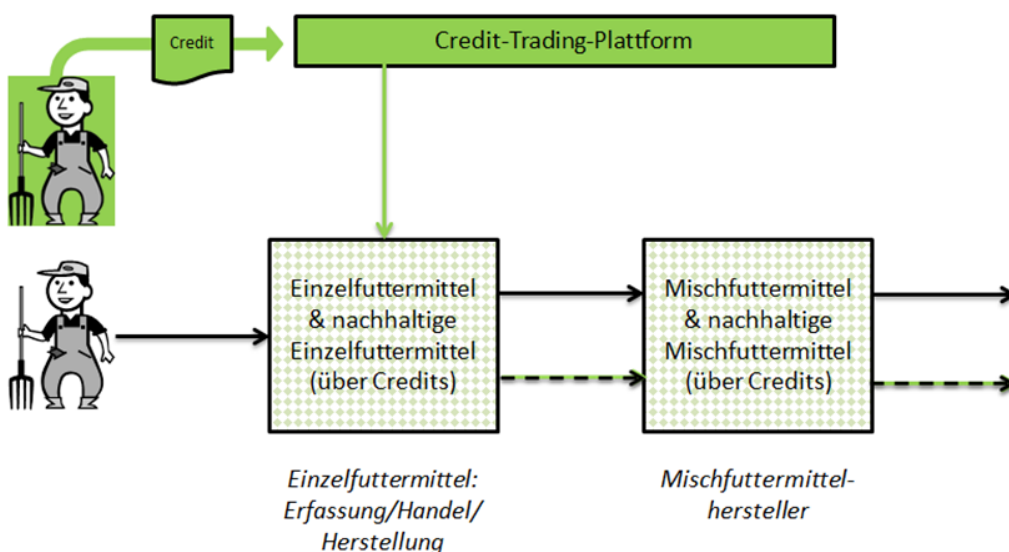 Credit
Credit-Trading-Plattform
Einzelfuttermittel
& nachhaltige
Einzelfuttermittel
(über Credits)
Mischfuttermittel
& nachhaltige
Mischfuttermittel
(über Credits)
Einzelfuttermittel:
Erfassung/Handel/
Herstellung
Mischfuttermittel-
hersteller